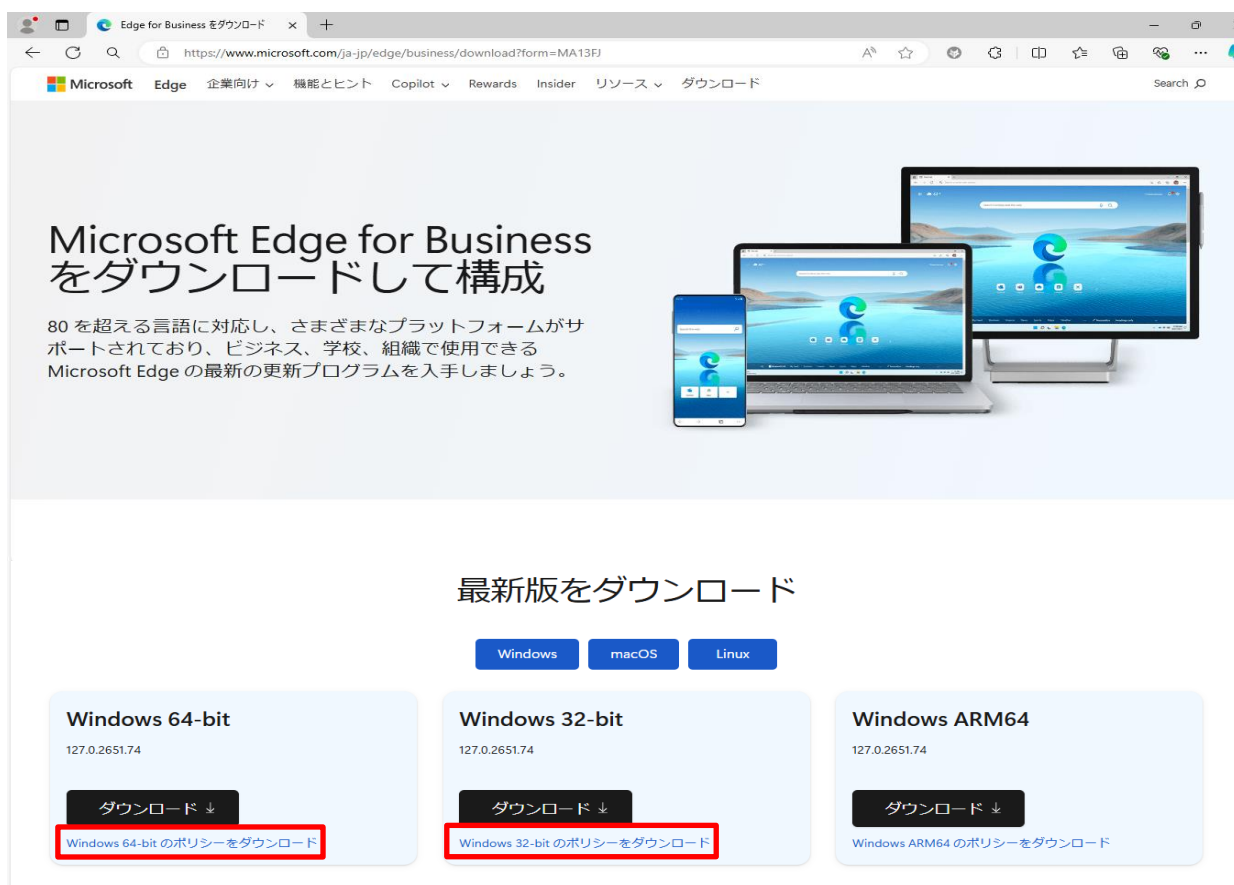 Edge for Business をダウンロード
https://www.microsoft.com/ja-jp/edge/business/download?form=MA13FJ
Microsoft Edge 企業向け 機能とヒント Copilot Rewards Insider リソース ダウンロード Search
Microsoft Edge for Business
をダウンロードして構成
80 を超える言語に対応し、さまざまなプラットフォームがサ
ポートされており、ビジネス、学校、組織で使用できる
Microsoft Edge の最新の更新プログラムを入手しましょう。
最新版をダウンロード
Windows macOS Linux
Windows 64-bit
127.0.2651.74
ダウンロード
Windows 64-bit のポリシーをダウンロード
Windows 32-bit
127.0.2651.74
ダウンロード
Windows 32-bit のポリシーをダウンロード
Windows ARM64
127.0.2651.74
ダウンロード
Windows ARM64 のポリシーをダウンロード